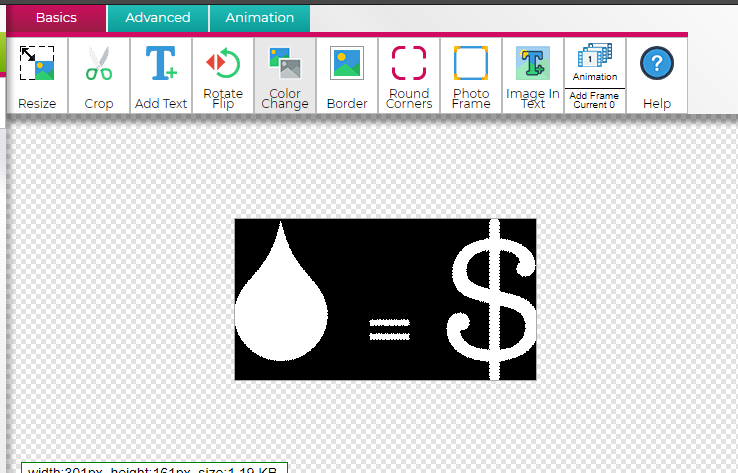 Basics
Advanced
Animation
Resize
Crop
Add Text
Rotate
Flip
Color
Change
Border
Round
Corners
Photo
Frame
T
Image In
Text
1
Animation
Add Frame
Current 0
?
Help
= $
width:301px, height:161px, size:1.19 KB